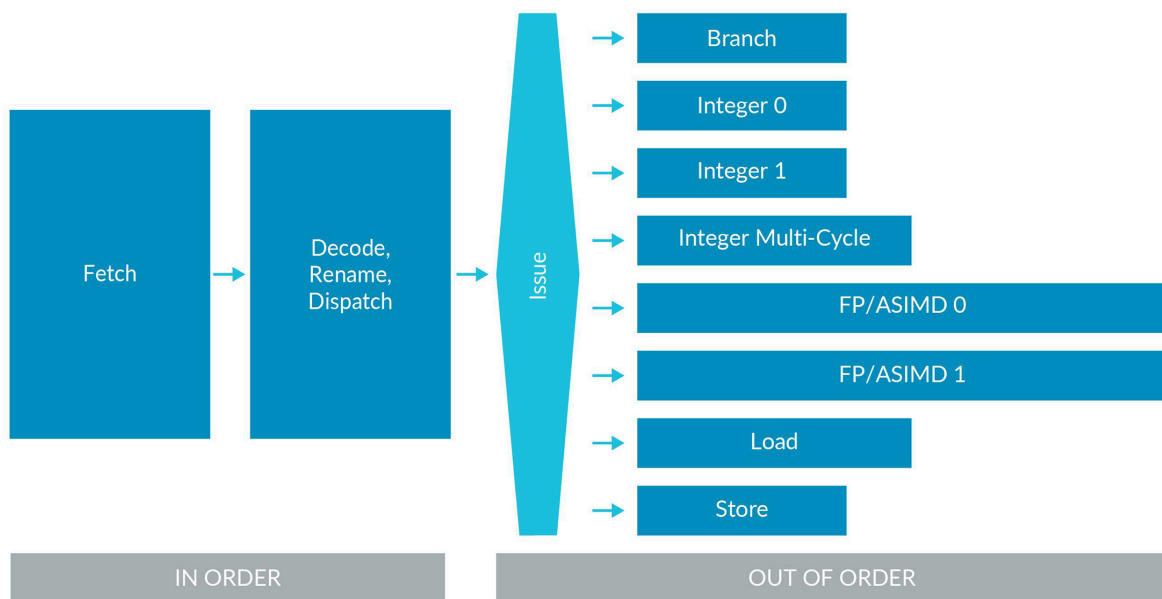 Fetch
Decode,
Rename,
Dispatch
Issue
Branch
Integer 0
Integer 1
Integer Multi-Cycle
FP/ASIMD 0
FP/ASIMD 1
Load
Store
IN ORDER
OUT OF ORDER